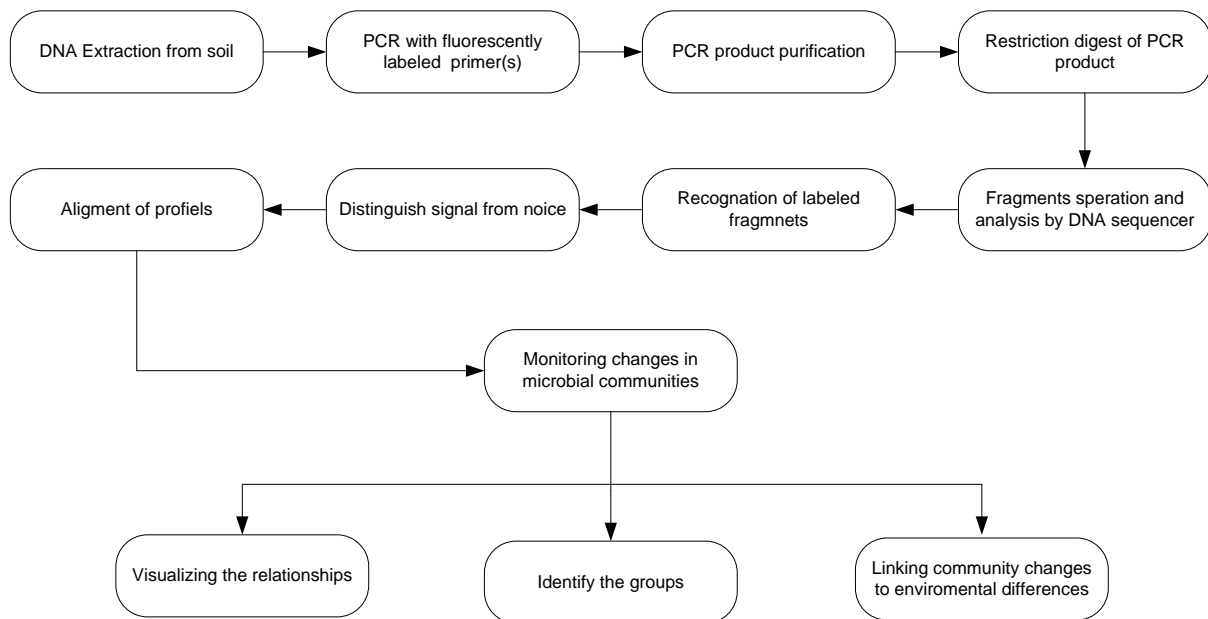 DNA Extraction from soil
PCR with fluorescently
labeled primer(s)
PCR product purification
Restriction digest of PCR
product
Fragments speration and
analysis by DNA sequencer
Recognation of labeled
fragmnets
Distinguish signal from noice
Aligment of profiels
Monitoring changes in
microbial communities
Visualizing the relationships
Identify the groups
Linking community changes
to enviromental differences